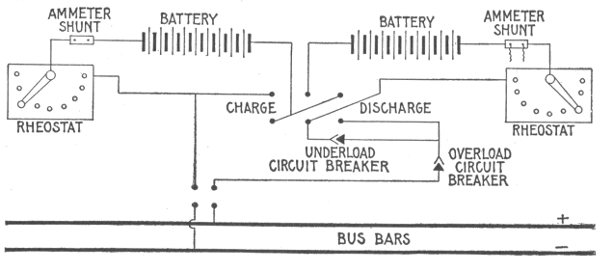 AMMETER
SHUNT
BATTERY
BATTERY
AMMETER
SHUNT
CHARGE
DISCHARGE
RHEOSTAT
RHEOSTAT
UNDERLOAD
CIRCUIT BREAKER
OVERLOAD
CIRCUIT
BREAKER
+
BUS BARS
−